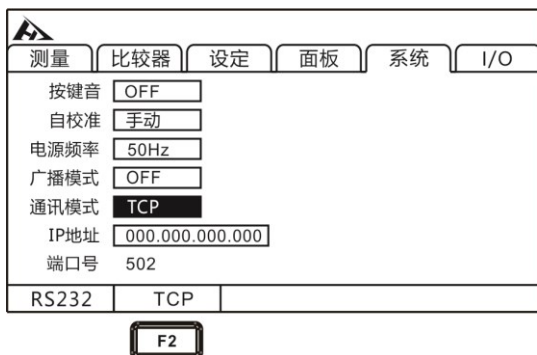 测量 比较器 设定 面板 系统 I/O
按键音 OFF
自校准 手动
电源频率 50Hz
广播模式 OFF
通讯模式 TCP
IP地址 000.000.000.000
端口号 502
RS232 TCP
F2